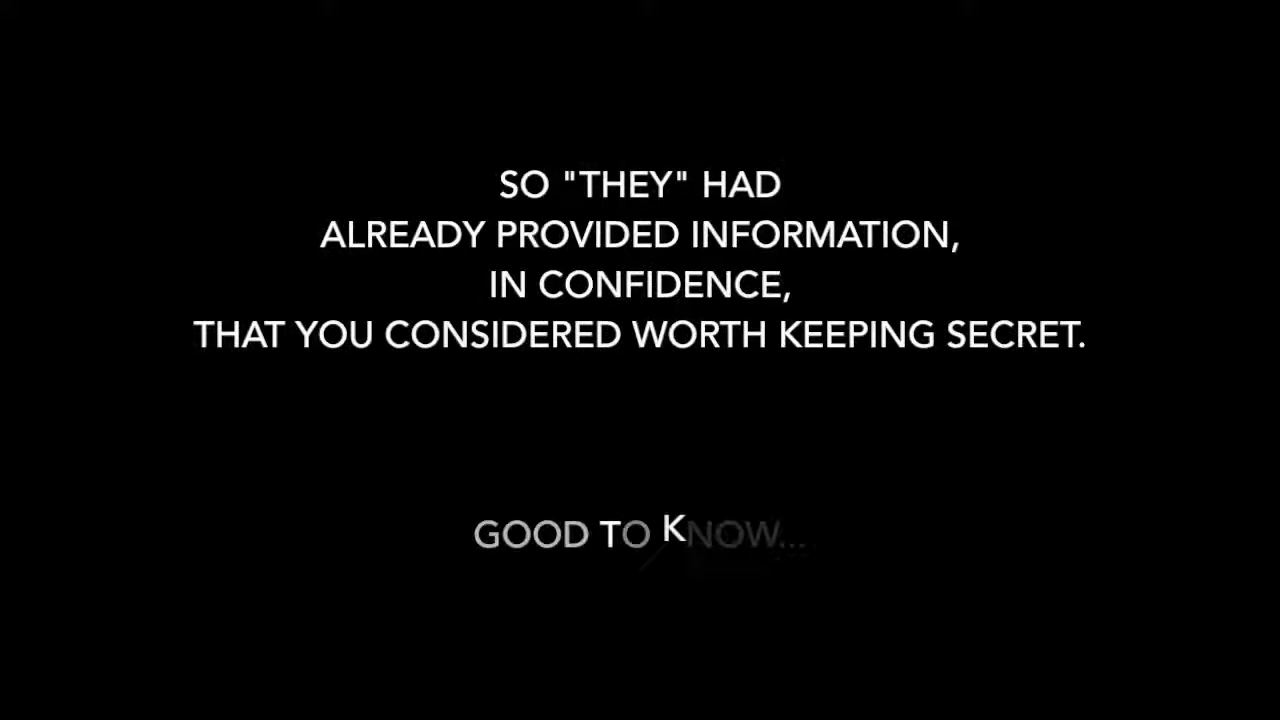 SO "THEY" HAD
ALREADY PROVIDED INFORMATION,
IN CONFIDENCE,
THAT YOU CONSIDERED WORTH KEEPING SECRET.
GOOD TO KNOW...